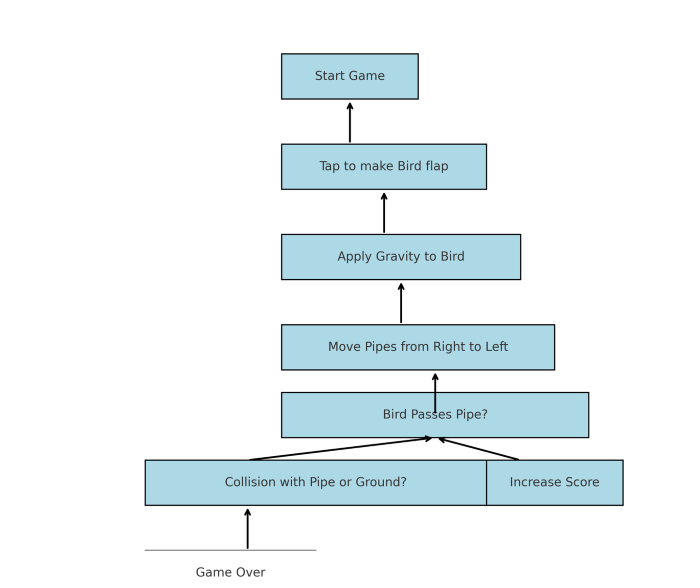 Start Game
Tap to make Bird flap
Apply Gravity to Bird
Move Pipes from Right to Left
Bird Passes Pipe?
Collision with Pipe or Ground?
Increase Score
Game Over